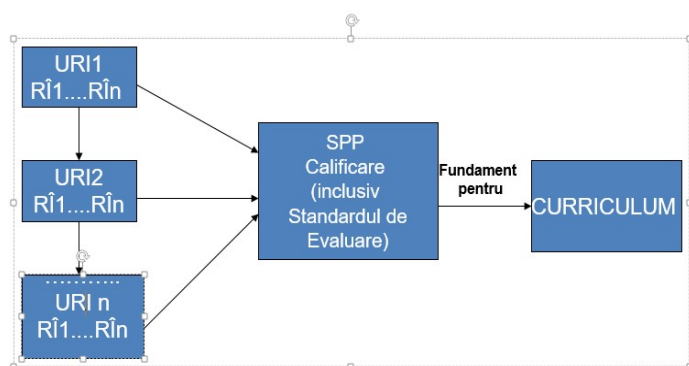 URI1
RÎ1....RÎn
URI2
RÎ1....RÎn
............
URI n
RÎ1....RÎn
SPP
Calificare
(inclusiv
Standardul de
Evaluare)
Fundament
pentru
CURRICULUM